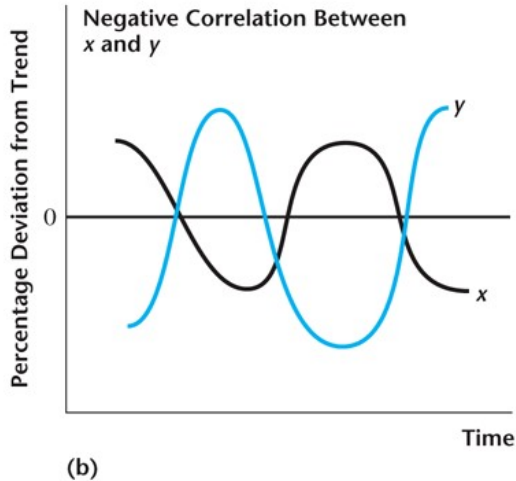 Negative Correlation Between
x and y
Percentage Deviation from Trend
y
0
x
Time
(b)